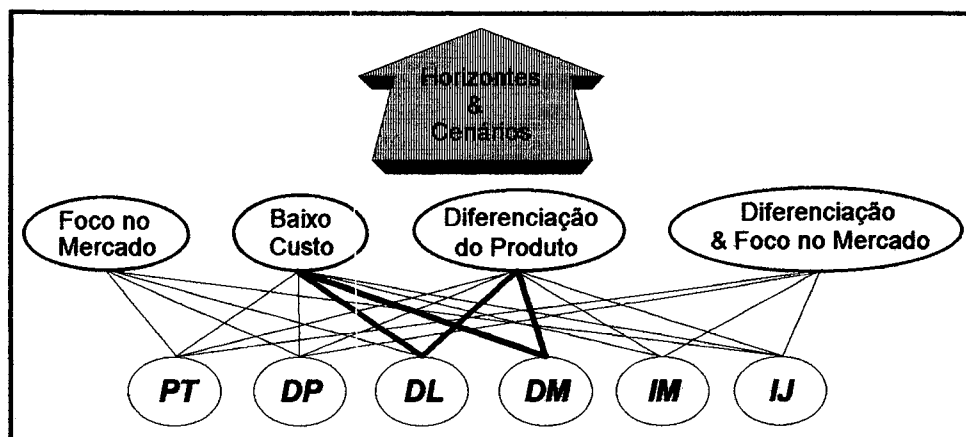 Horizontes
&
Cenários
Foco no
Mercado
Baixo
Custo
Diferenciação
do Produto
Diferenciação
& Foco no Mercado
PT
DP
DL
DM
IM
IJ